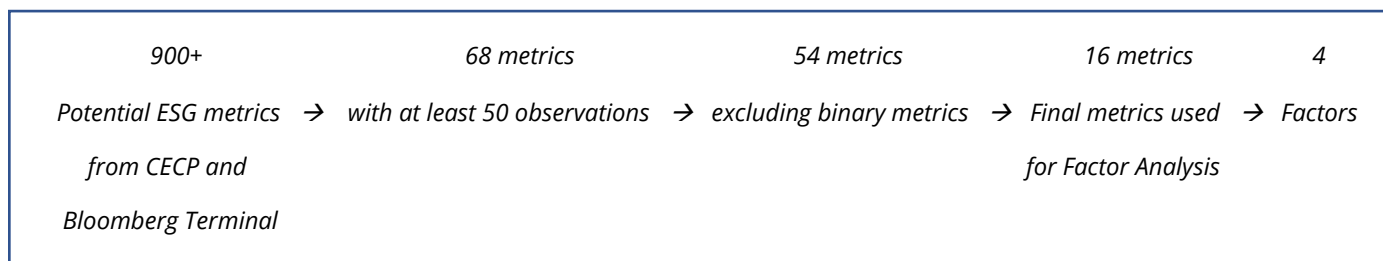 900+ 68 metrics 54 metrics 16 metrics 4
Potential ESG metrics → with at least 50 observations → excluding binary metrics → Final metrics used → Factors
from CECP and for Factor Analysis
Bloomberg Terminal